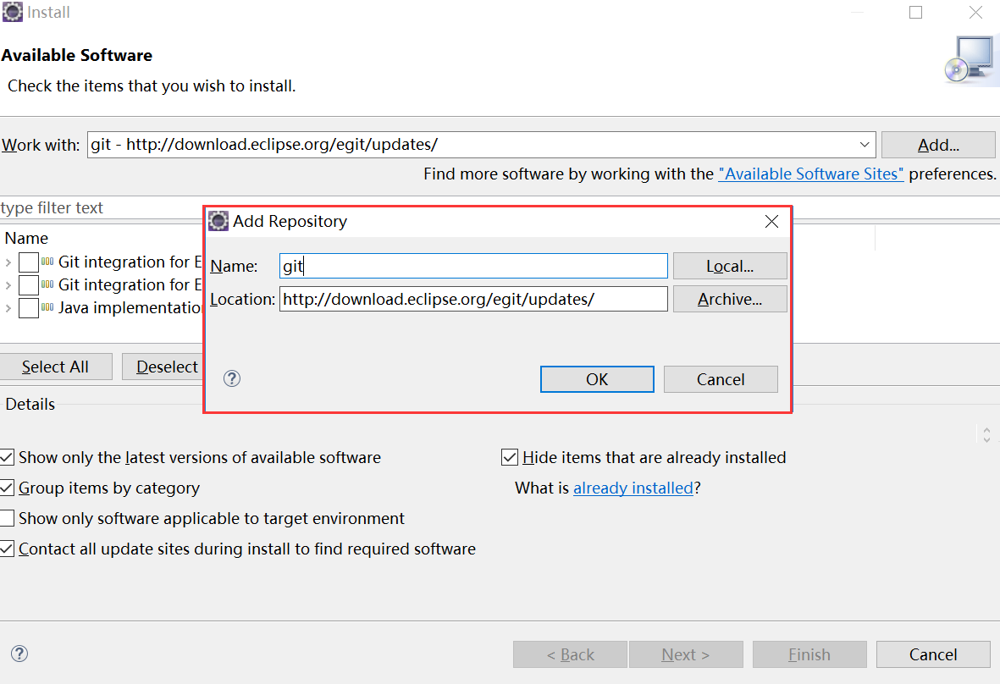 Install
Available Software
Check the items that you wish to install.
Work with: git - http://download.eclipse.org/egit/updates/ Add...
Find more software by working with the "Available Software Sites" preferences.
type filter text
Name
Git integration for E
Git integration for E
Java implementation
Add Repository
Name: git Local...
Location: http://download.eclipse.org/egit/updates/ Archive...
OK Cancel
Select All Deselect
Details
Show only the latest versions of available software Hide items that are already installed
Group items by category What is already installed?
Show only software applicable to target environment
Contact all update sites during install to find required software
< Back Next > Finish Cancel